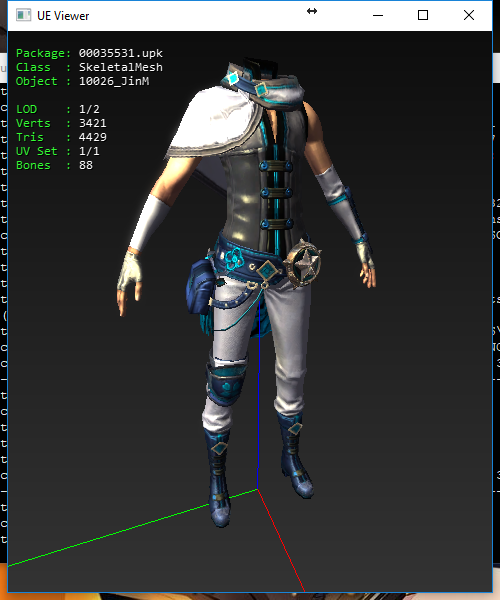 UE Viewer
Package: 00035531.upk
Class  : SkeletalMesh
Object : 10026_JinM
LOD    : 1/2
Verts  : 3421
Tris   : 4429
UV Set : 1/1
Bones  : 88